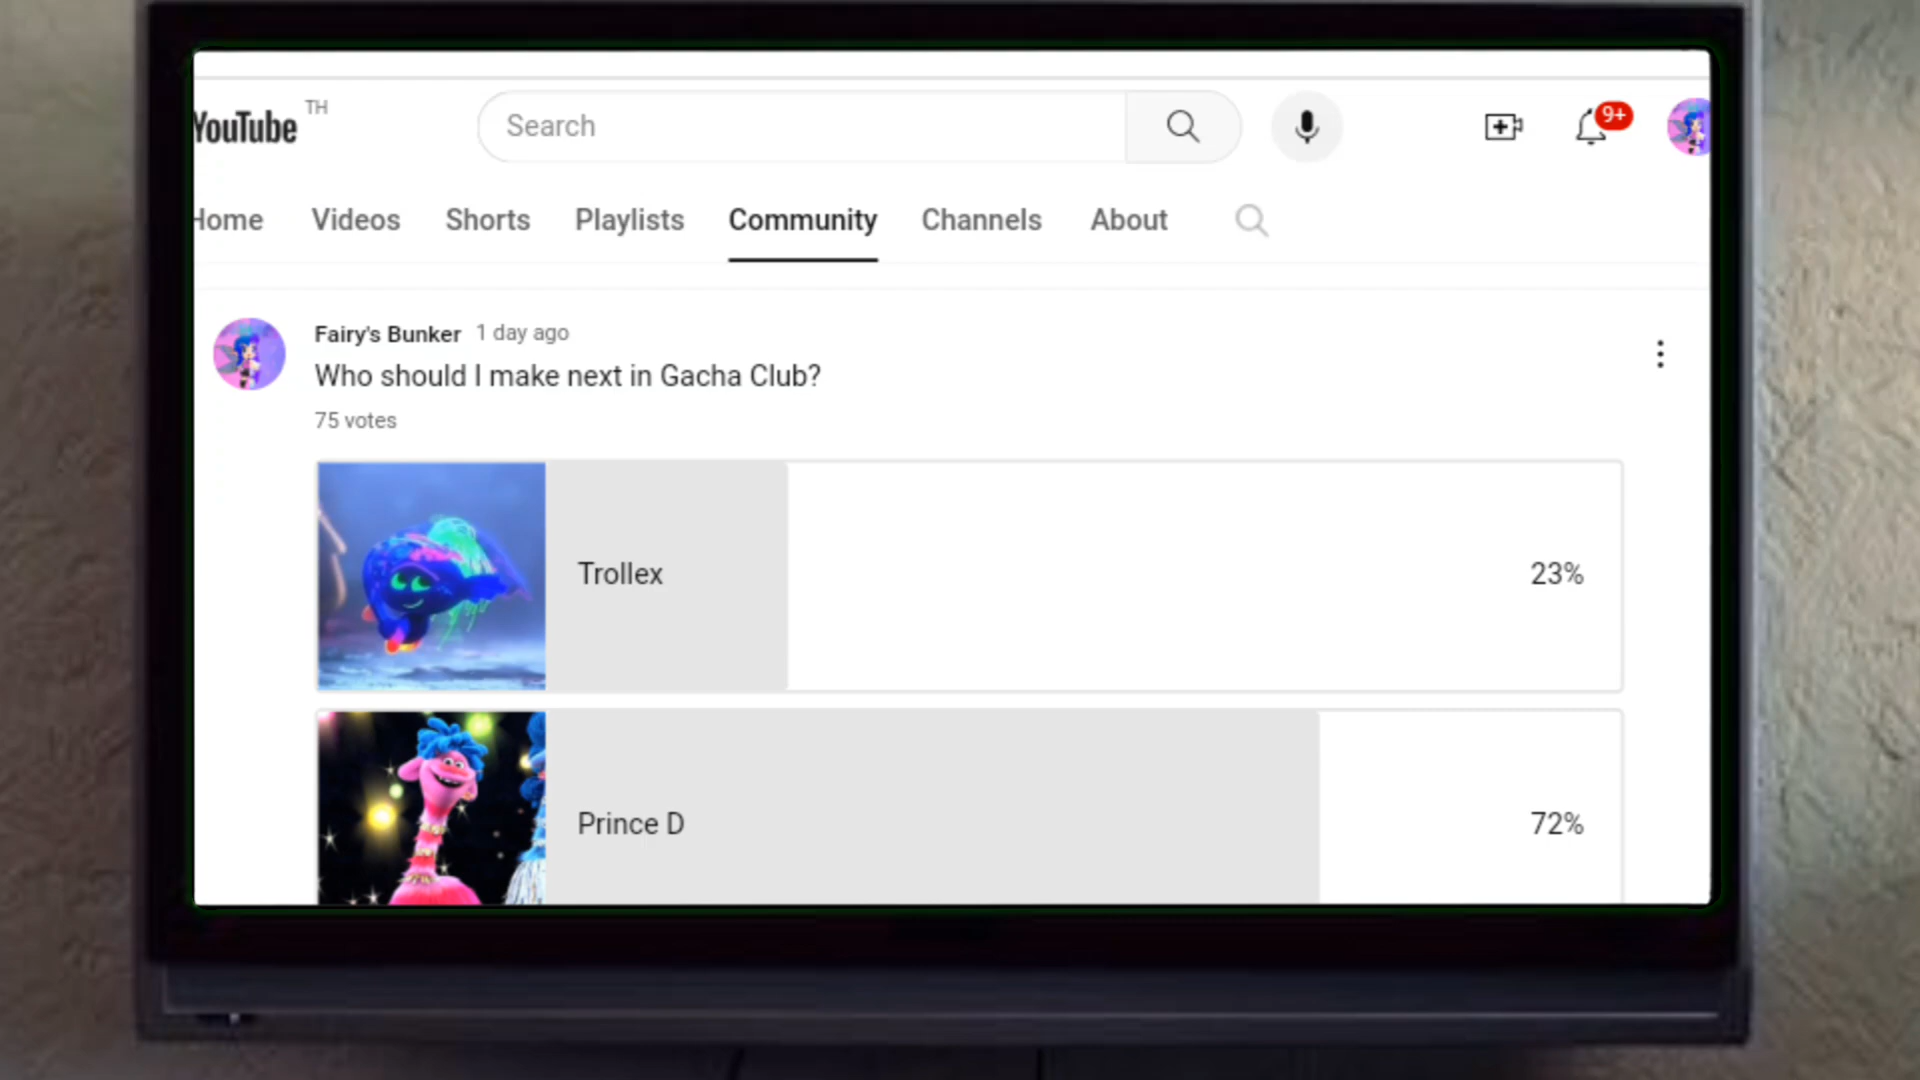 YouTube TH
Search
9+
Home Videos Shorts Playlists Community Channels About
Fairy's Bunker 1 day ago
Who should I make next in Gacha Club?
75 votes
Trollex 23%
Prince D 72%